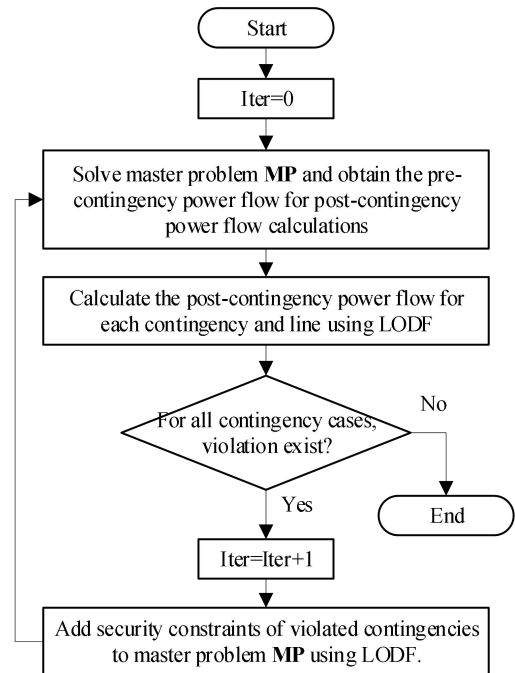 Start
Iter=0
Solve master problem MP and obtain the pre-
contingency power flow for post-contingency
power flow calculations
Calculate the post-contingency power flow for
each contingency and line using LODF
For all contingency cases,
violation exist?
No
Yes
End
Iter=Iter+1
Add security constraints of violated contingencies
to master problem MP using LODF.